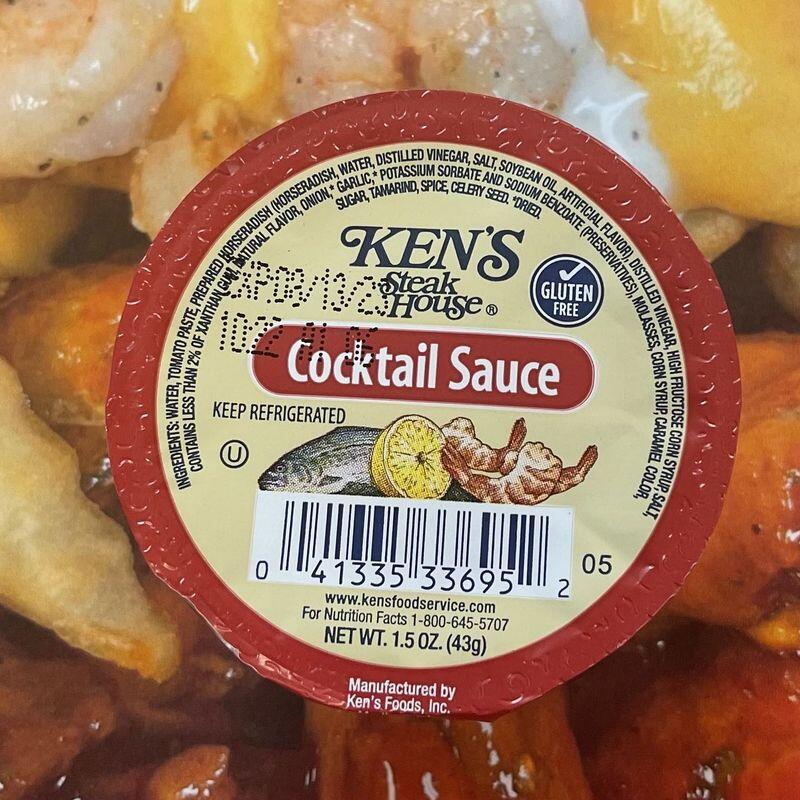 INGREDIENTS: WATER, TOMATO PASTE, PREPARED HORSERADISH (HORSERADISH, WATER, DISTILLED VINEGAR, SALT, SOYBEAN OIL, ARTIFICIAL FLAVOR), DISTILLED VINEGAR, HIGH FRUCTOSE CORN SYRUP, SALT,
CONTAINS LESS THAN 2% OF XANTHAN GUM, NATURAL FLAVOR, ONION,* GARLIC,* POTASSIUM SORBATE AND SODIUM BENZOATE (PRESERVATIVES), MOLASSES, CORN SYRUP, CARAMEL COLOR,
SUGAR, TAMARIND, SPICE, CELERY SEED. *DRIED.
KEN'S
Steak
House ®
EXP:09/13/23
GLUTEN
FREE
Cocktail Sauce
KEEP REFRIGERATED
U
0 41335 33695 2
05
www.kensfoodservice.com
For Nutrition Facts 1-800-645-5707
NET WT. 1.5 OZ. (43g)
Manufactured by
Ken's Foods, Inc.